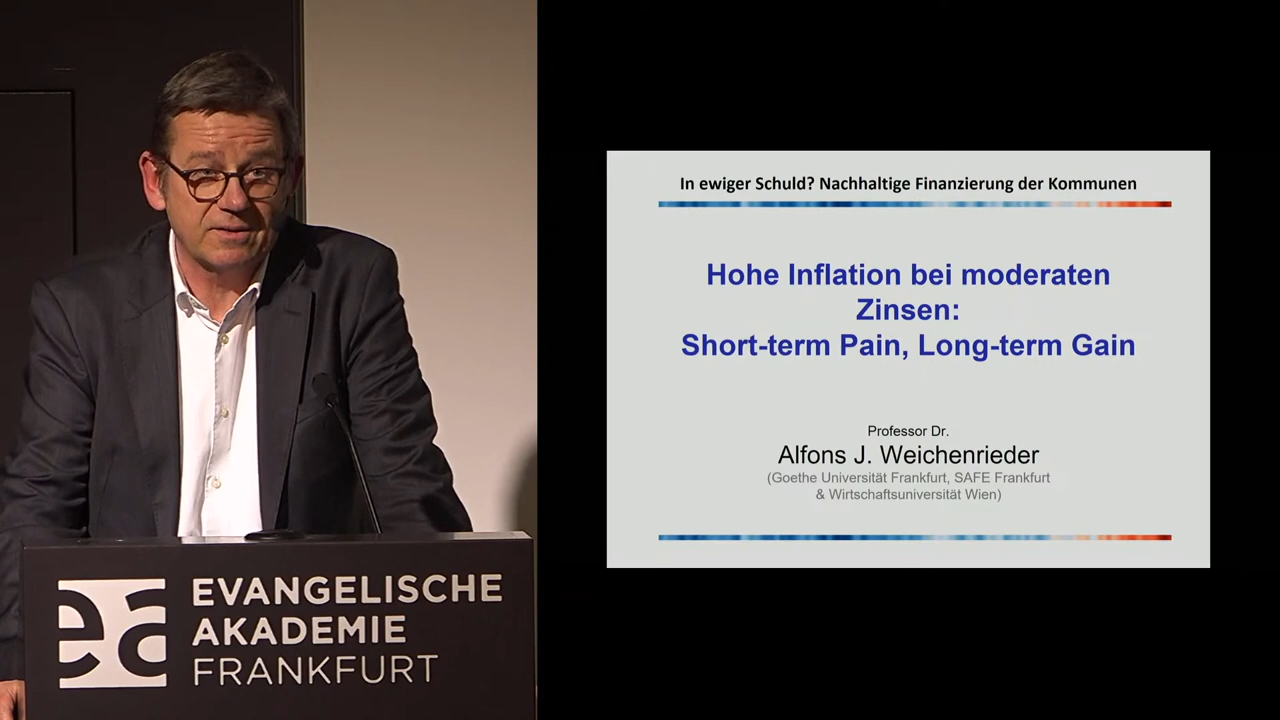 In ewiger Schuld? Nachhaltige Finanzierung der Kommunen
Hohe Inflation bei moderaten
Zinsen:
Short-term Pain, Long-term Gain
Professor Dr.
Alfons J. Weichenrieder
(Goethe Universität Frankfurt, SAFE Frankfurt
& Wirtschaftsuniversität Wien)
ea
EVANGELISCHE
AKADEMIE
FRANKFURT